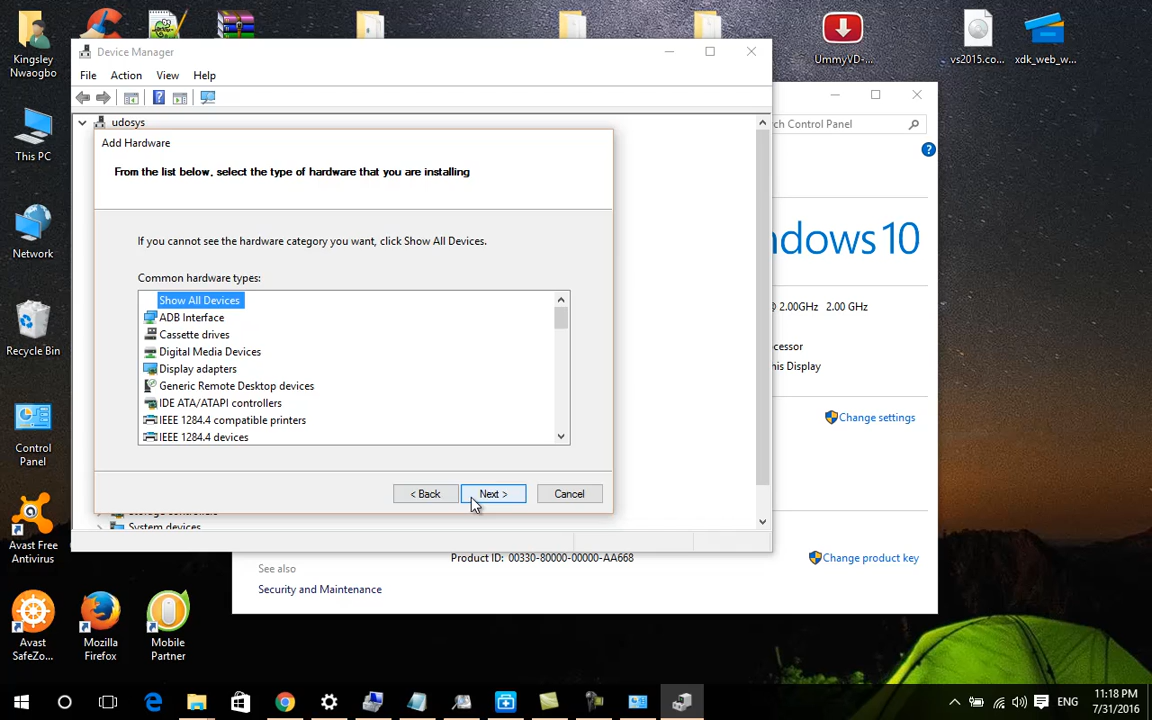 Kingsley
Nwaogbo
This PC
Network
Recycle Bin
Control
Panel
Avast Free
Antivirus
Avast
SafeZo...
Mozilla
Firefox
Mobile
Partner
UmmyVD-...
vs2015.co...
xdk_web_w...
Device Manager
File Action View Help
udosys
Add Hardware
From the list below, select the type of hardware that you are installing
If you cannot see the hardware category you want, click Show All Devices.
Common hardware types:
Show All Devices
ADB Interface
Cassette drives
Digital Media Devices
Display adapters
Generic Remote Desktop devices
IDE ATA/ATAPI controllers
IEEE 1284.4 compatible printers
IEEE 1284.4 devices
< Back Next > Cancel
System devices
ch Control Panel
ndows 10
@ 2.00GHz 2.00 GHz
cessor
his Display
Change settings
Product ID: 00330-80000-00000-AA668
Change product key
See also
Security and Maintenance
ENG
11:18 PM
7/31/2016